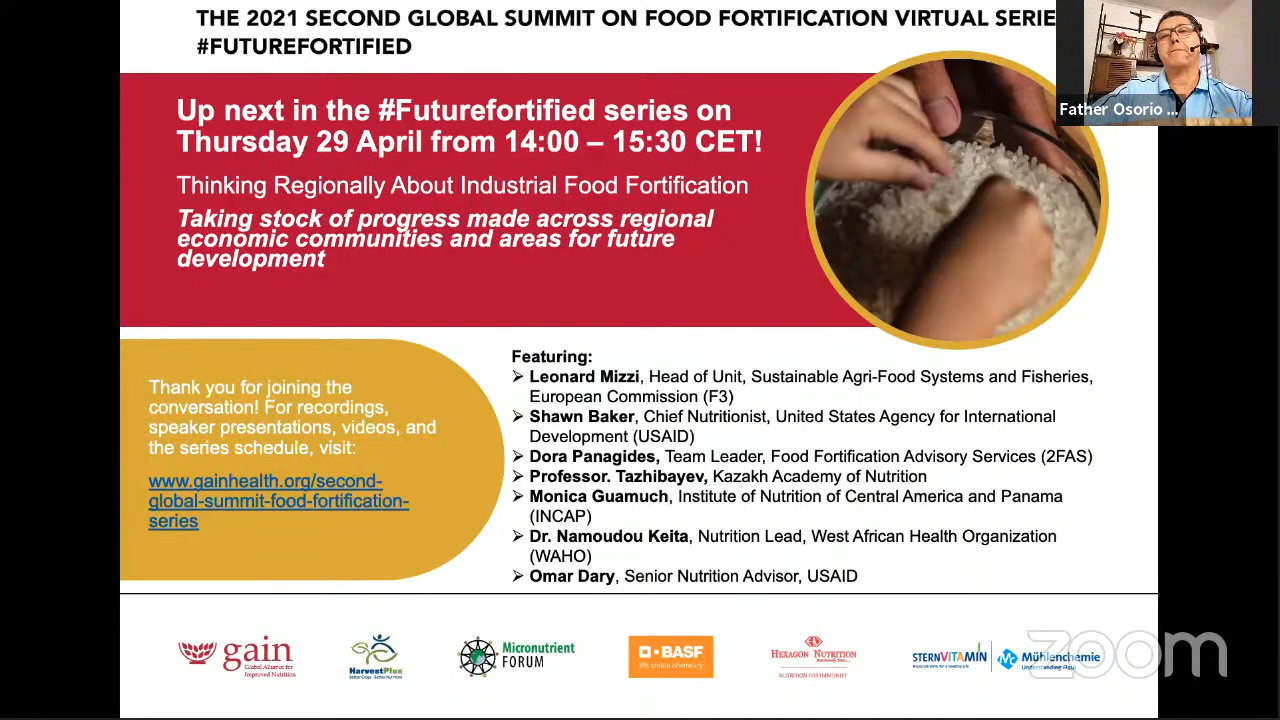 THE 2021 SECOND GLOBAL SUMMIT ON FOOD FORTIFICATION VIRTUAL SERIE
#FUTUREFORTIFIED
Father Osorio ...
Up next in the #Futurefortified series on
Thursday 29 April from 14:00 – 15:30 CET!
Thinking Regionally About Industrial Food Fortification
Taking stock of progress made across regional
economic communities and areas for future
development
Thank you for joining the
conversation! For recordings,
speaker presentations, videos, and
the series schedule, visit:
www.gainhealth.org/second-
global-summit-food-fortification-
series
Featuring:
➢ Leonard Mizzi, Head of Unit, Sustainable Agri-Food Systems and Fisheries,
European Commission (F3)
➢ Shawn Baker, Chief Nutritionist, United States Agency for International
Development (USAID)
➢ Dora Panagides, Team Leader, Food Fortification Advisory Services (2FAS)
➢ Professor. Tazhibayev, Kazakh Academy of Nutrition
➢ Monica Guamuch, Institute of Nutrition of Central America and Panama
(INCAP)
➢ Dr. Namoudou Keita, Nutrition Lead, West African Health Organization
(WAHO)
➢ Omar Dary, Senior Nutrition Advisor, USAID
gain
Global Alliance for
Improved Nutrition
HarvestPlus
Better Crops. Better Nutrition
Micronutrient
FORUM
BASF
We create chemistry
HEXAGON NUTRITION
NUTRITION FOR IMMUNITY
STERNVITAMIN
Mühlenchemie
Understanding Flour
zoom